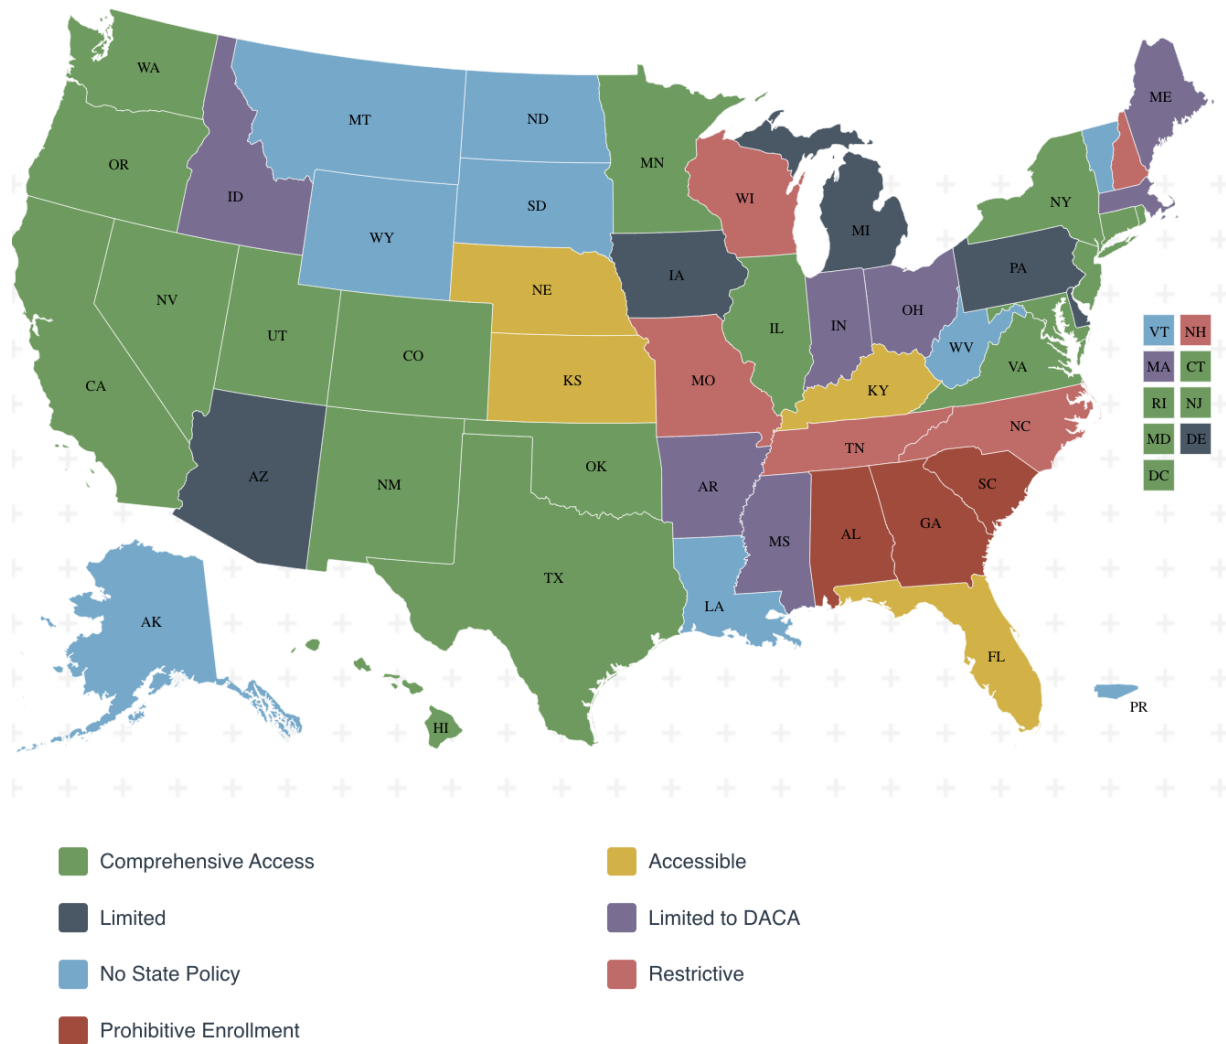 WA
ME
MT
ND
OR
MN
ID
WI
NY
SD
MI
WY
PA
IA
NE
NV
OH
IL
IN
VT NH
UT
WV
CO
VA
MA CT
KS
MO
KY
CA
RI NJ
NC
MD DE
TN
OK
AZ
NM
AR
SC
DC
GA
AL
MS
TX
LA
AK
FL
PR
HI
Comprehensive Access
Accessible
Limited
Limited to DACA
No State Policy
Restrictive
Prohibitive Enrollment